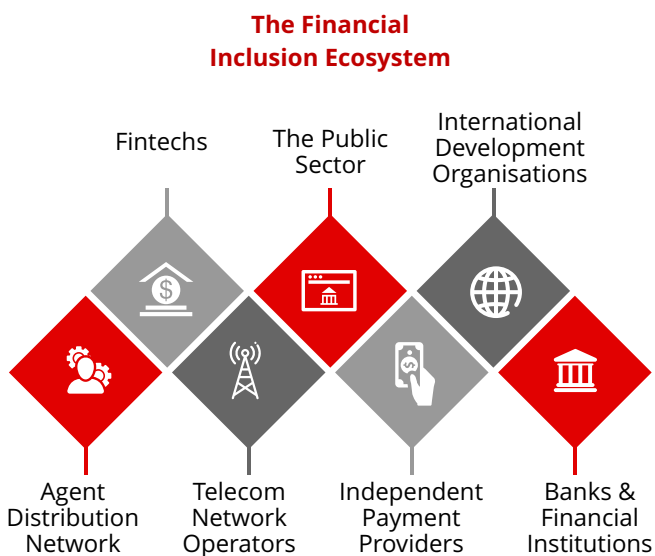 The Financial
Inclusion Ecosystem
Fintechs
The Public
Sector
International
Development
Organisations
$
$
Agent
Distribution
Network
Telecom
Network
Operators
Independent
Payment
Providers
Banks &
Financial
Institutions